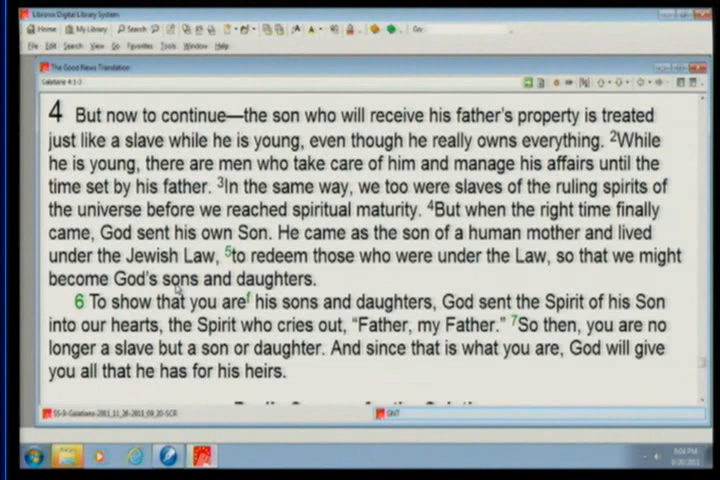 Libronix Digital Library System
Home My Library Search Go:
File Edit Search View Go Favorites Tools Window Help
The Good News Translation
Galatians 4:1-3
4 But now to continue—the son who will receive his father's property is treated
just like a slave while he is young, even though he really owns everything. 2While
he is young, there are men who take care of him and manage his affairs until the
time set by his father. 3In the same way, we too were slaves of the ruling spirits of
the universe before we reached spiritual maturity. 4But when the right time finally
came, God sent his own Son. He came as the son of a human mother and lived
under the Jewish Law, 5to redeem those who were under the Law, so that we might
become God's sons and daughters.
6 To show that you aref his sons and daughters, God sent the Spirit of his Son
into our hearts, the Spirit who cries out, “Father, my Father.” 7So then, you are no
longer a slave but a son or daughter. And since that is what you are, God will give
you all that he has for his heirs.
SS-9-Galatians-2011_11_26-2011_09_20-SCR
GNT